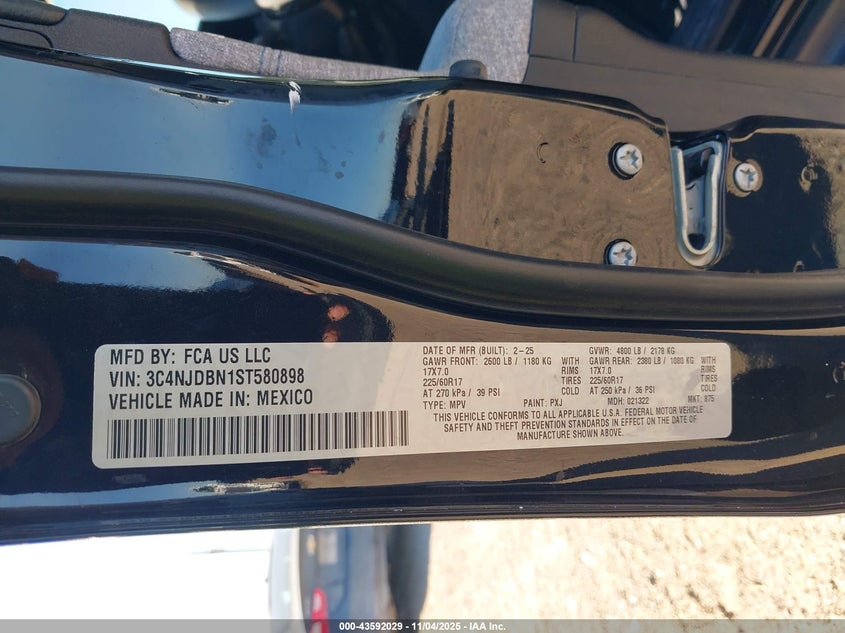 MFD BY: FCA US LLC
VIN: 3C4NJDBN1ST580898
VEHICLE MADE IN: MEXICO
DATE OF MFR (BUILT): 2-25 GVWR: 4800 LB / 2178 KG
GAWR FRONT: 2600 LB / 1180 KG GAWR REAR: 2380 LB / 1080 KG
17X7.0 RIMS 17X7.0 RIMS
225/60R17 TIRES 225/60R17 TIRES
AT 270 kPa / 39 PSI COLD AT 250 kPa / 36 PSI COLD
TYPE: MPV PAINT: PXJ MDH: 021322 MKT: 875
THIS VEHICLE CONFORMS TO ALL APPLICABLE U.S.A. FEDERAL MOTOR VEHICLE
SAFETY AND THEFT PREVENTION STANDARDS IN EFFECT ON THE DATE OF
MANUFACTURE SHOWN ABOVE.
000-43592029 - 11/04/2025 - IAA Inc.